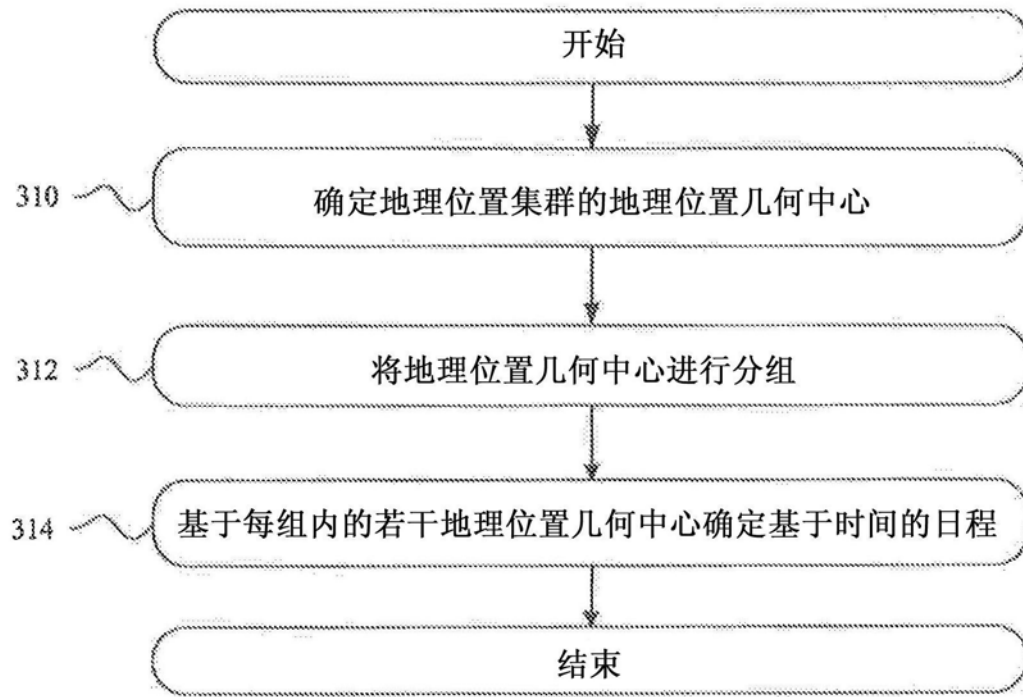 开始
310
确定地理位置集群的地理位置几何中心
312
将地理位置几何中心进行分组
314
基于每组内的若干地理位置几何中心确定基于时间的日程
结束